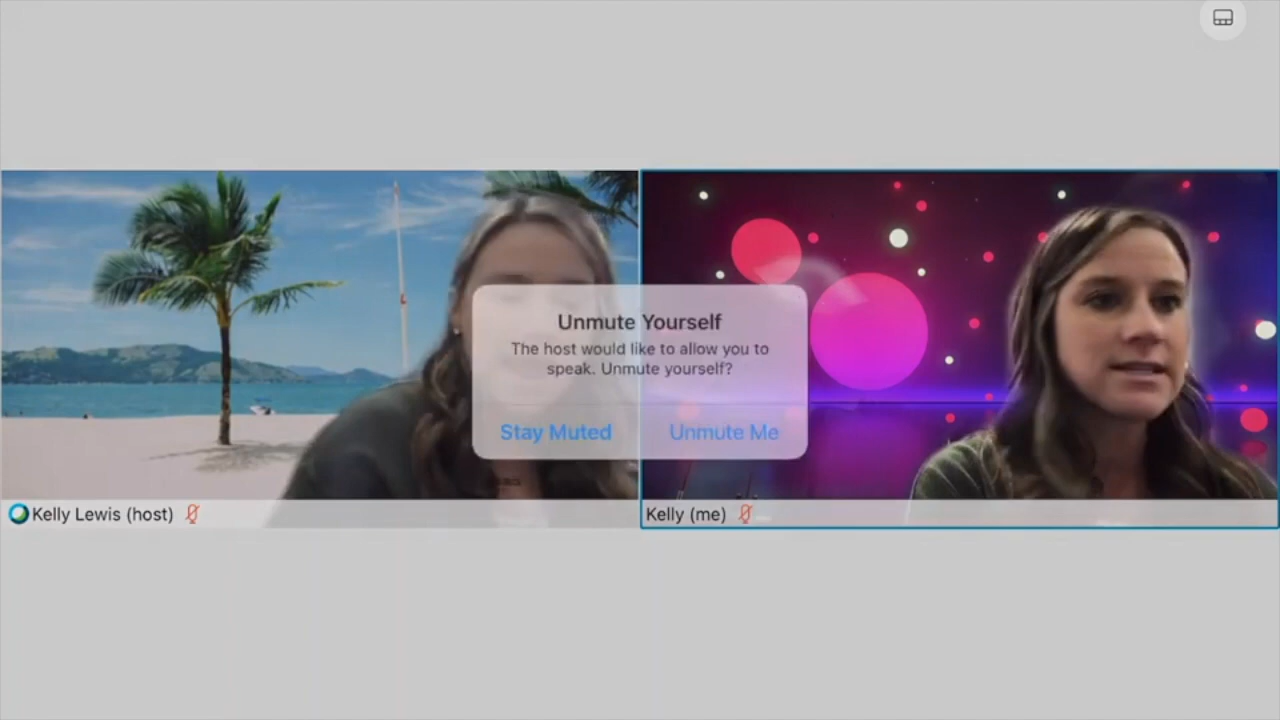 Unmute Yourself
The host would like to allow you to
speak. Unmute yourself?
Stay Muted
Unmute Me
Kelly Lewis (host)
Kelly (me)